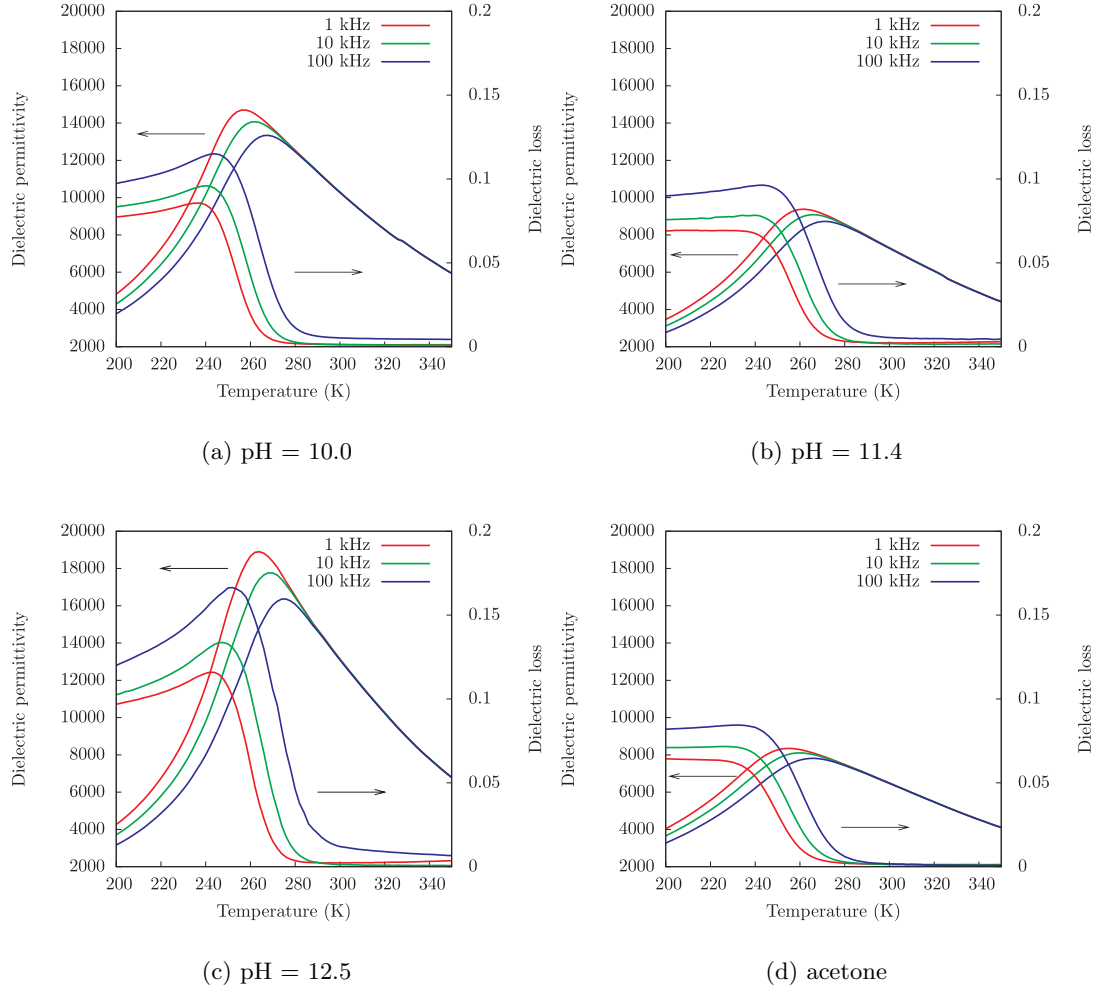 20000
18000
16000
14000
12000
10000
8000
6000
4000
2000
200 220 240 260 280 300 320 340
0.2
0.15
0.1
0.05
0
1 kHz
10 kHz
100 kHz
Dielectric permittivity
Dielectric loss
Temperature (K)
(a) pH = 10.0
20000
18000
16000
14000
12000
10000
8000
6000
4000
2000
200 220 240 260 280 300 320 340
0.2
0.15
0.1
0.05
0
1 kHz
10 kHz
100 kHz
Dielectric permittivity
Dielectric loss
Temperature (K)
(b) pH = 11.4
20000
18000
16000
14000
12000
10000
8000
6000
4000
2000
200 220 240 260 280 300 320 340
0.2
0.15
0.1
0.05
0
1 kHz
10 kHz
100 kHz
Dielectric permittivity
Dielectric loss
Temperature (K)
(c) pH = 12.5
20000
18000
16000
14000
12000
10000
8000
6000
4000
2000
200 220 240 260 280 300 320 340
0.2
0.15
0.1
0.05
0
1 kHz
10 kHz
100 kHz
Dielectric permittivity
Dielectric loss
Temperature (K)
(d) acetone